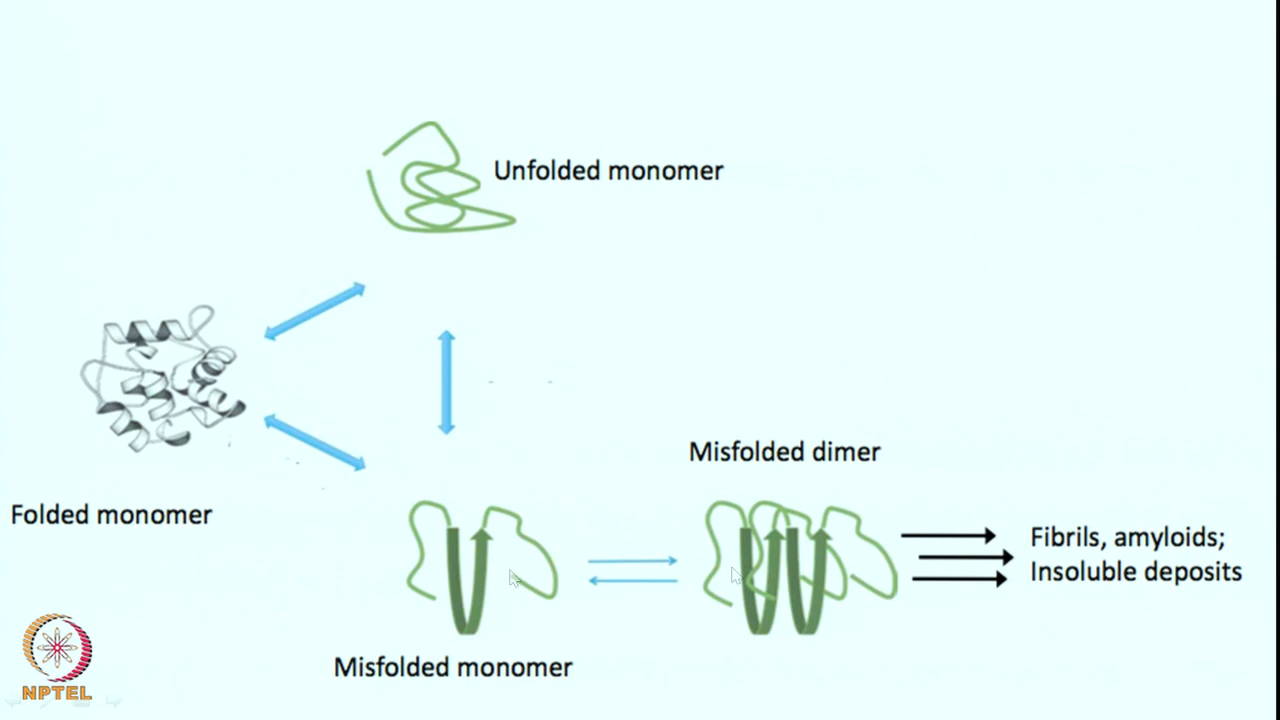 Unfolded monomer
Misfolded dimer
Folded monomer
Fibrils, amyloids;
Insoluble deposits
Misfolded monomer
NPTEL